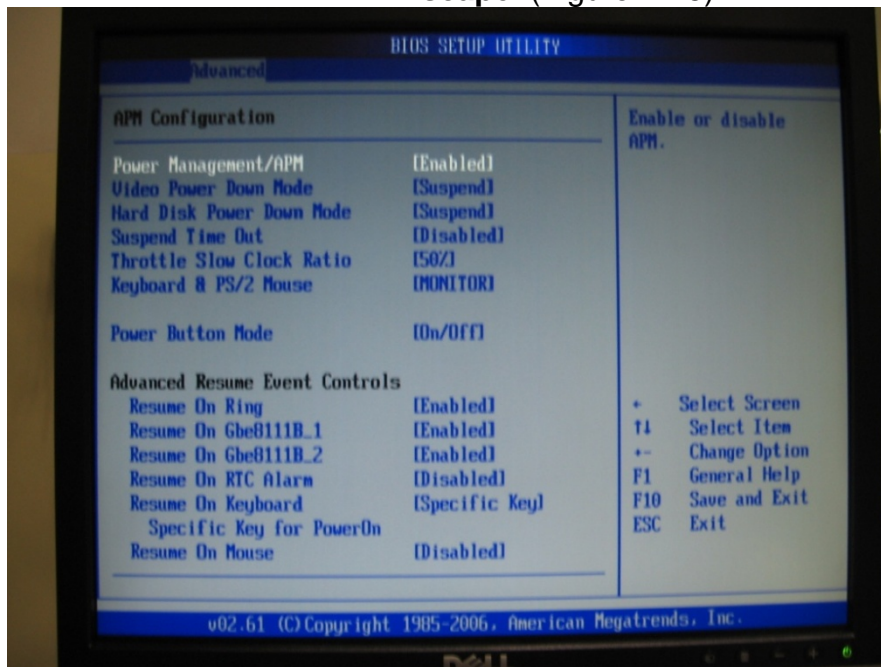 BIOS SETUP UTILITY
Advanced
APM Configuration
Power Management/APM [Enabled]
Video Power Down Mode [Suspend]
Hard Disk Power Down Mode [Suspend]
Suspend Time Out [Disabled]
Throttle Slow Clock Ratio [50%]
Keyboard & PS/2 Mouse [MONITOR]
Power Button Mode [On/Off]
Advanced Resume Event Controls
Resume On Ring [Enabled]
Resume On Gbe8111B_1 [Enabled]
Resume On Gbe8111B_2 [Enabled]
Resume On RTC Alarm [Disabled]
Resume On Keyboard [Specific Key]
Specific Key for PowerOn
Resume On Mouse [Disabled]
Enable or disable
APM.
← Select Screen
↑↓ Select Item
+- Change Option
F1 General Help
F10 Save and Exit
ESC Exit
v02.61 (C)Copyright 1985-2006, American Megatrends, Inc.
DELL